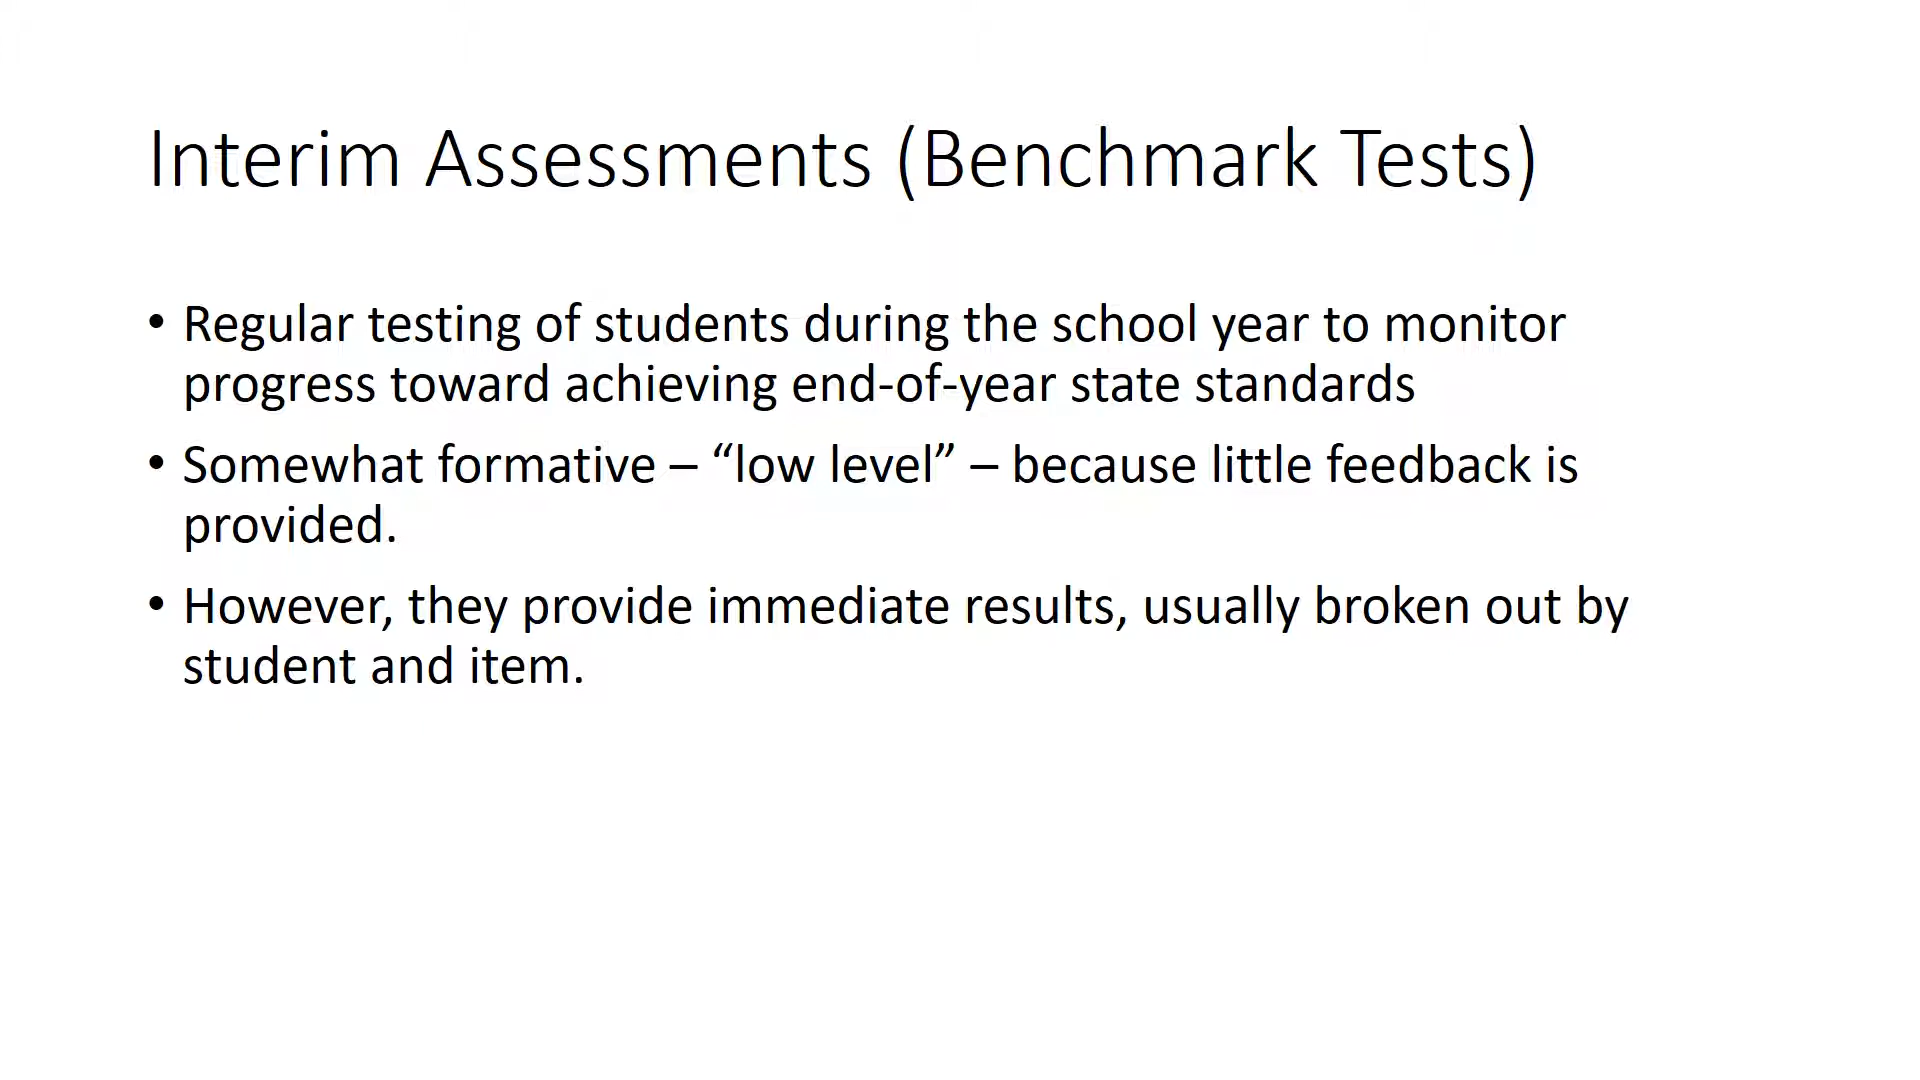 Interim Assessments (Benchmark Tests)
• Regular testing of students during the school year to monitor
progress toward achieving end-of-year state standards
• Somewhat formative – “low level” – because little feedback is
provided.
• However, they provide immediate results, usually broken out by
student and item.